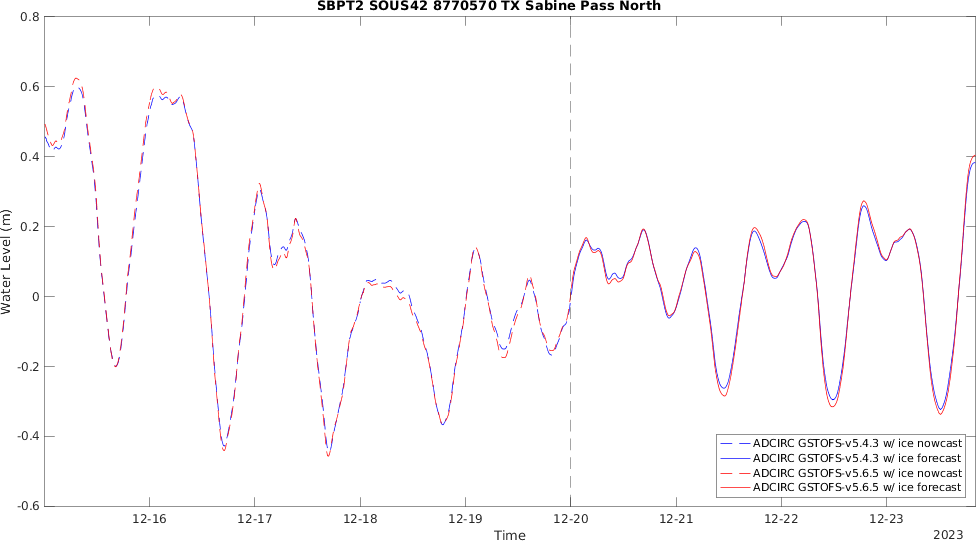 SBPT2 SOUS42 8770570 TX Sabine Pass North
0.8
0.6
0.4
0.2
0
-0.2
-0.4
-0.6
Water Level (m)
12-16
12-17
12-18
12-19
12-20
12-21
12-22
12-23
Time
2023
ADCIRC GSTOFS-v5.4.3 w/ ice nowcast
ADCIRC GSTOFS-v5.4.3 w/ ice forecast
ADCIRC GSTOFS-v5.6.5 w/ ice nowcast
ADCIRC GSTOFS-v5.6.5 w/ ice forecast